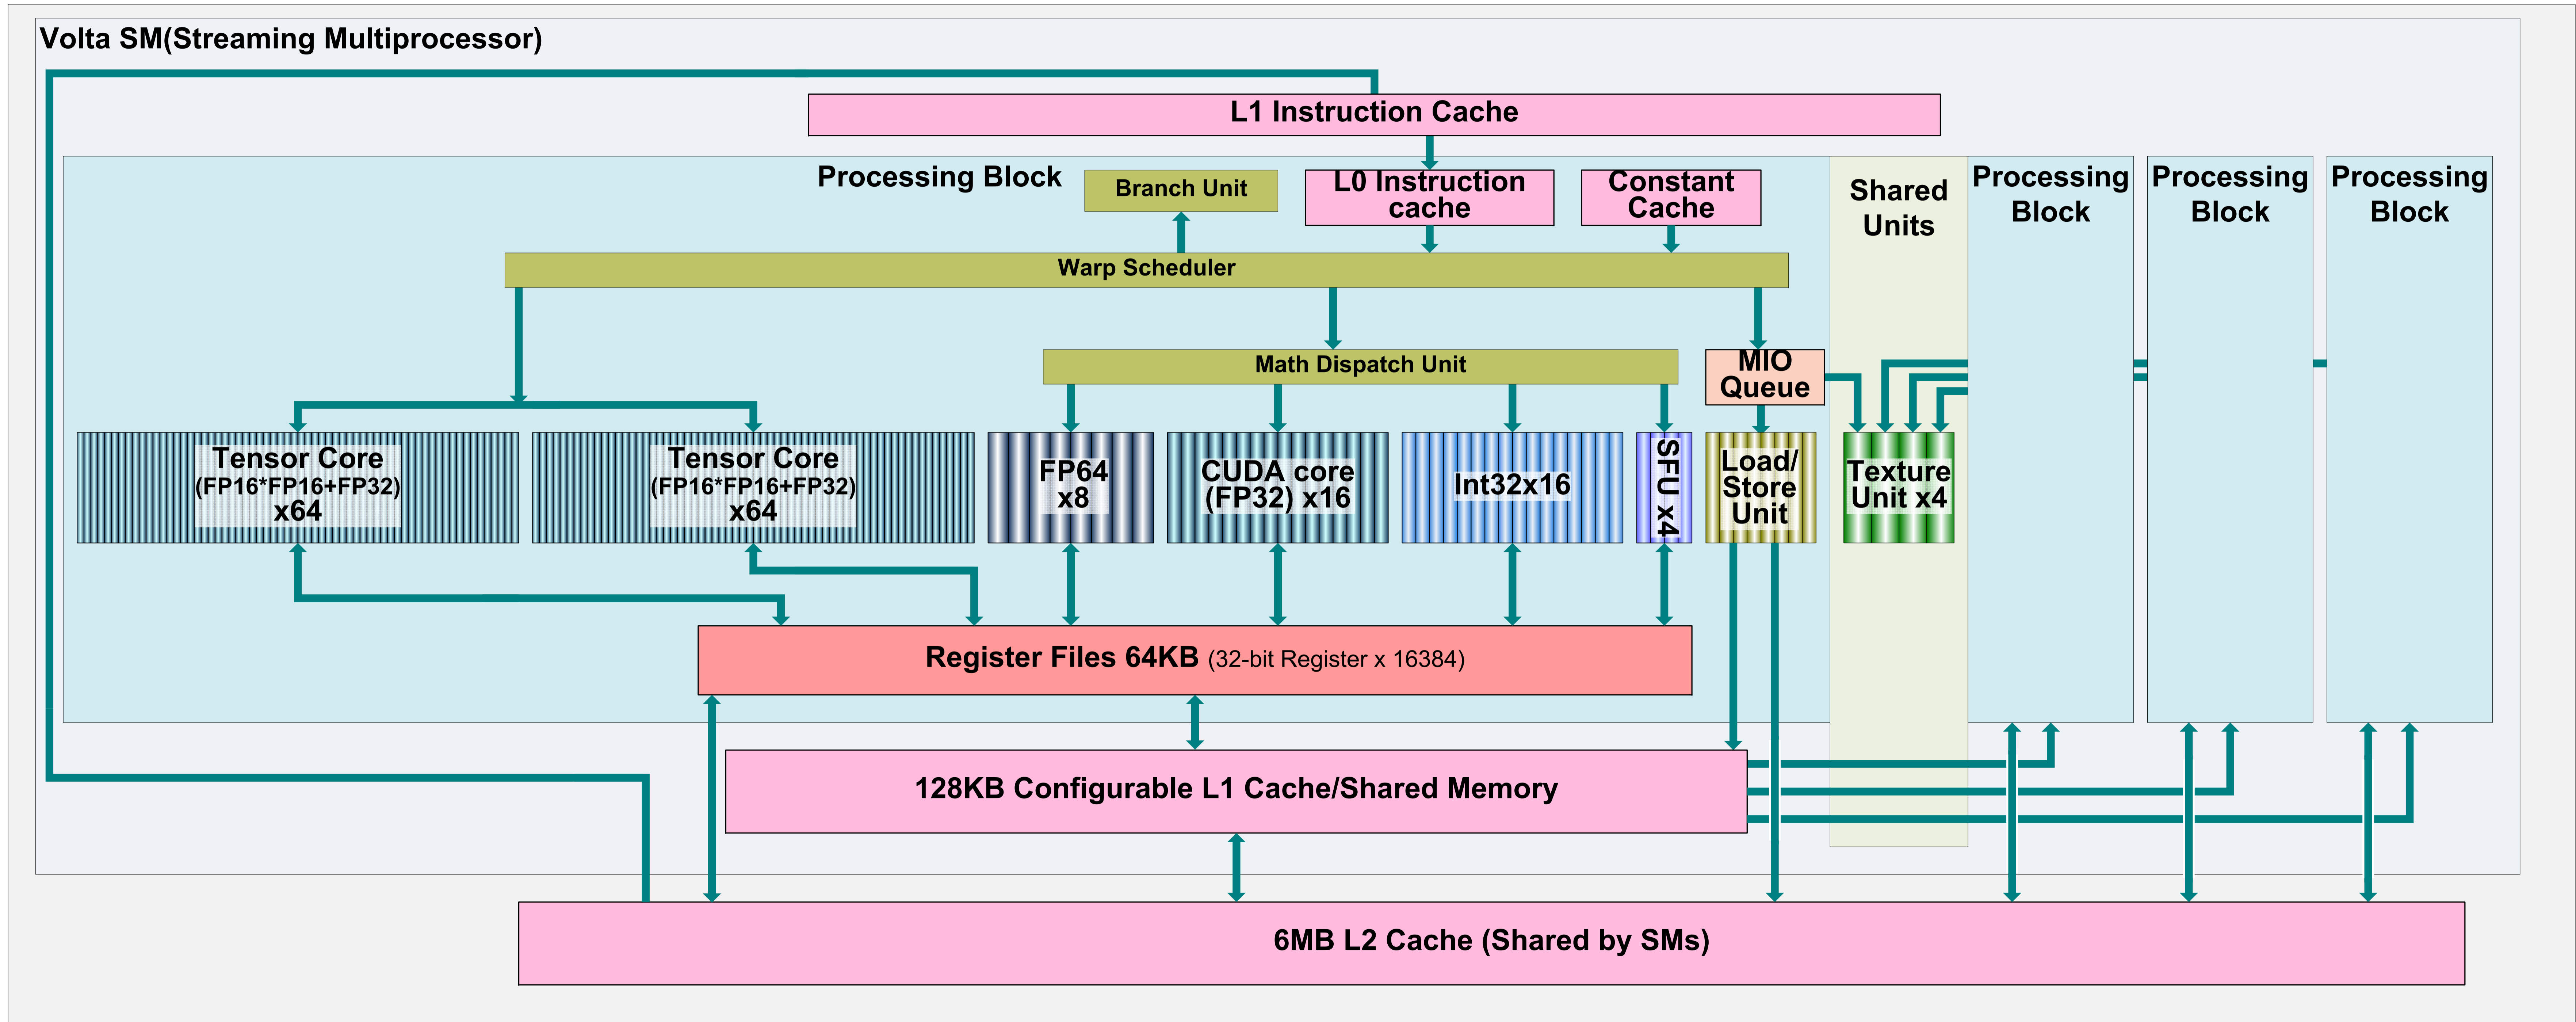 Volta SM(Streaming Multiprocessor)
L1 Instruction Cache
Processing Block
Branch Unit
L0 Instruction
cache
Constant
Cache
Shared
Units
Processing
Block
Processing
Block
Processing
Block
Warp Scheduler
Math Dispatch Unit
MIO
Queue
Tensor Core
(FP16*FP16+FP32)
x64
Tensor Core
(FP16*FP16+FP32)
x64
FP64
x8
CUDA core
(FP32) x16
Int32x16
SFU x4
Load/
Store
Unit
Texture
Unit x4
Register Files 64KB (32-bit Register x 16384)
128KB Configurable L1 Cache/Shared Memory
6MB L2 Cache (Shared by SMs)